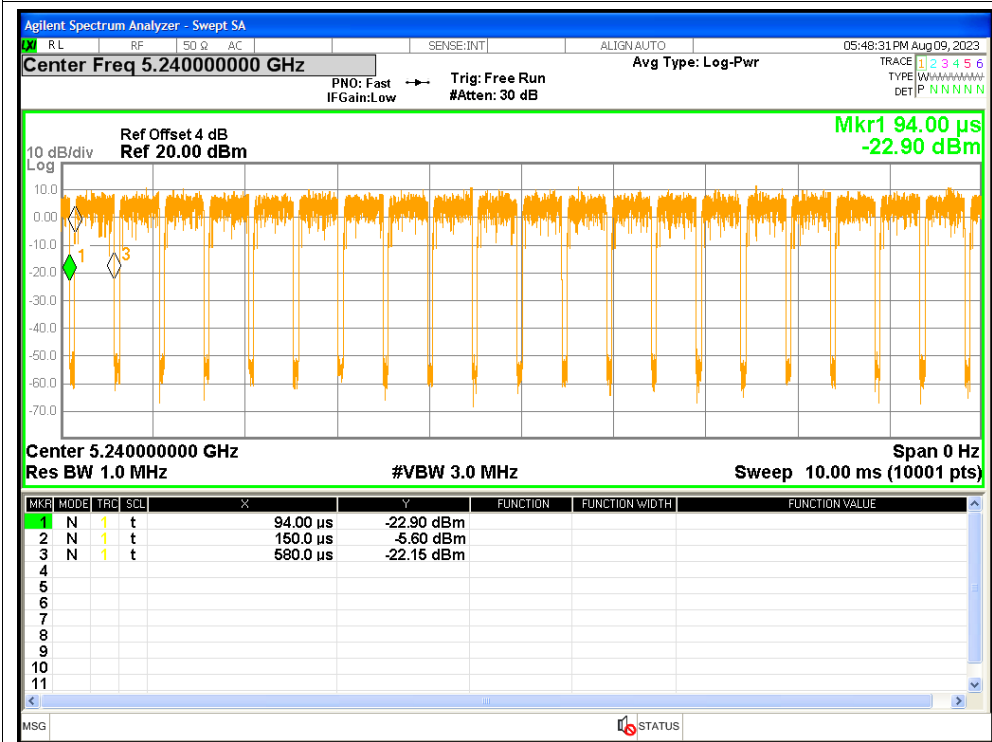 Agilent Spectrum Analyzer - Swept SA
LXI RL RF 50 Ω AC SENSE:INT ALIGN AUTO 05:48:31 PM Aug 09, 2023
Center Freq 5.240000000 GHz
PNO: Fast
IFGain:Low
Trig: Free Run
#Atten: 30 dB
Avg Type: Log-Pwr
TRACE 1 2 3 4 5 6
TYPE
DET P N N N N N
Mkr1 94.00 µs
-22.90 dBm
10 dB/div
Log
Ref Offset 4 dB
Ref 20.00 dBm
10.0
0.00
-10.0
-20.0
-30.0
-40.0
-50.0
-60.0
-70.0
1
3
Center 5.240000000 GHz Span 0 Hz
Res BW 1.0 MHz #VBW 3.0 MHz Sweep 10.00 ms (10001 pts)
MKR MODE TRC SCL X Y FUNCTION FUNCTION WIDTH FUNCTION VALUE
1 N 1 t 94.00 µs -22.90 dBm
2 N 1 t 150.0 µs -5.60 dBm
3 N 1 t 580.0 µs -22.15 dBm
4
5
6
7
8
9
10
11
MSG STATUS